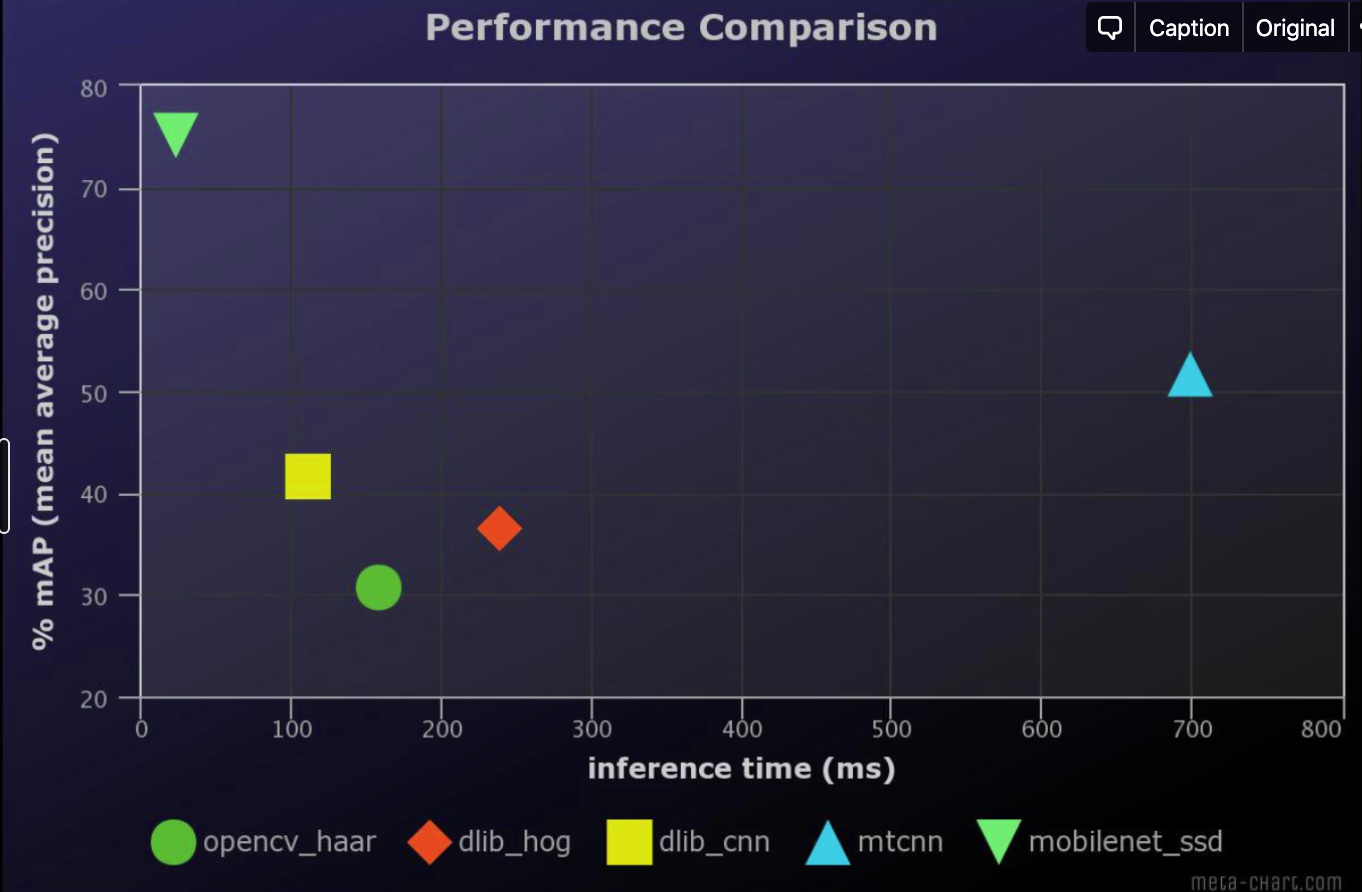 Performance Comparison
Caption
Original
% mAP (mean average precision)
80
70
60
50
40
30
20
0 100 200 300 400 500 600 700 800
inference time (ms)
opencv_haar dlib_hog dlib_cnn mtcnn mobilenet_ssd
meta-chart.com